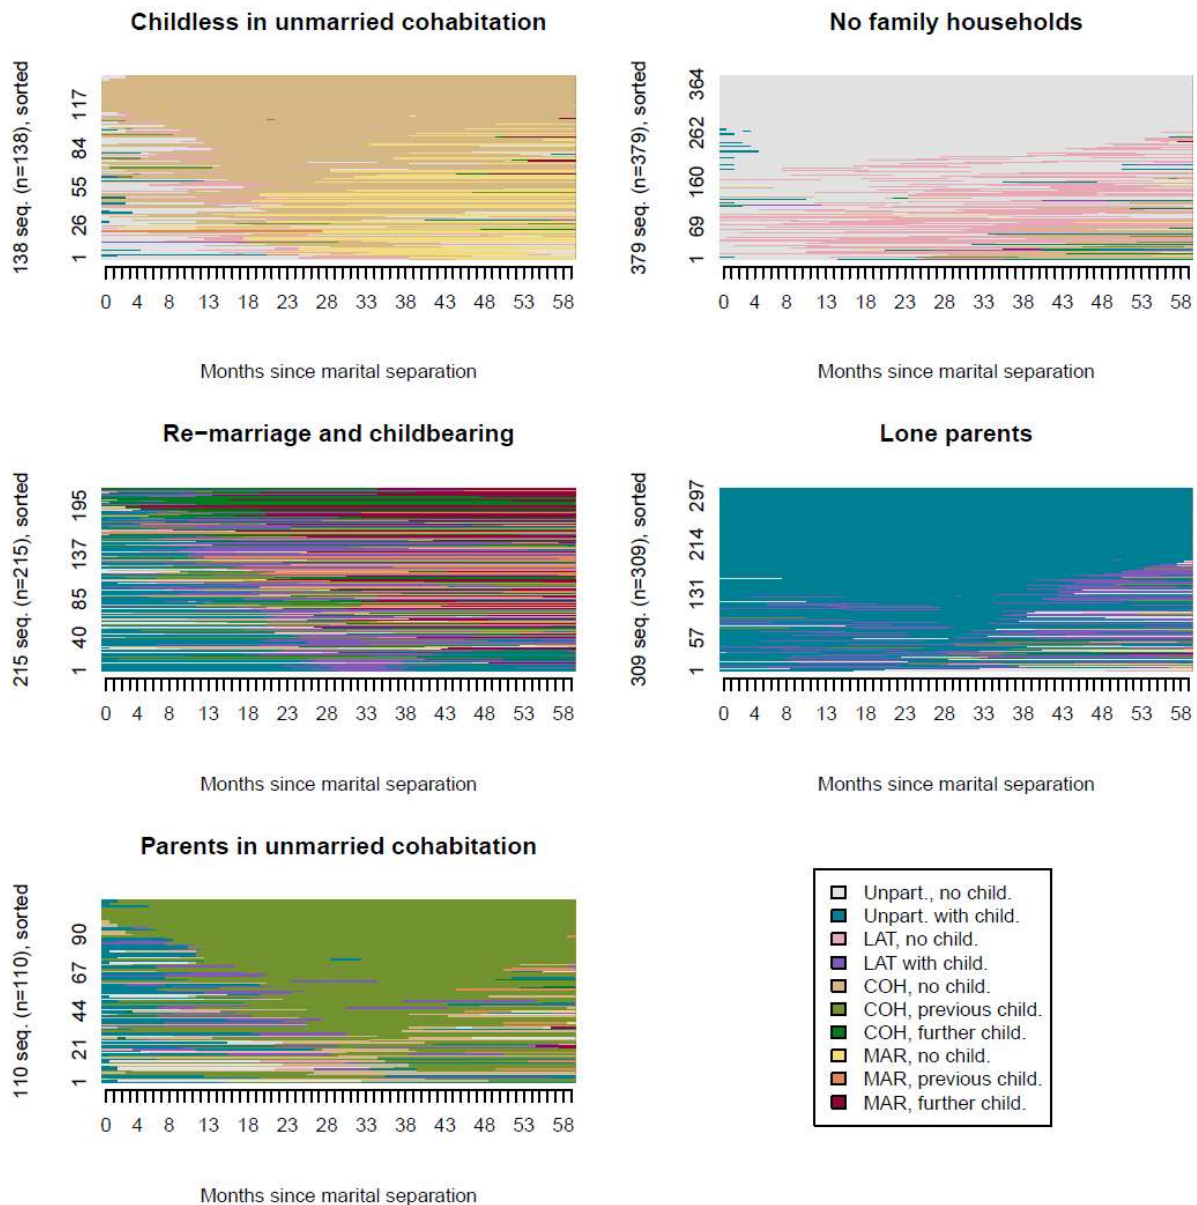 Childless in unmarried cohabitation
138 seq. (n=138), sorted
1 26 55 84 117
0 4 8 13 18 23 28 33 38 43 48 53 58
Months since marital separation
No family households
379 seq. (n=379), sorted
1 69 160 262 364
0 4 8 13 18 23 28 33 38 43 48 53 58
Months since marital separation
Re−marriage and childbearing
215 seq. (n=215), sorted
1 40 85 137 195
0 4 8 13 18 23 28 33 38 43 48 53 58
Months since marital separation
Lone parents
309 seq. (n=309), sorted
1 57 131 214 297
0 4 8 13 18 23 28 33 38 43 48 53 58
Months since marital separation
Parents in unmarried cohabitation
110 seq. (n=110), sorted
1 21 44 67 90
0 4 8 13 18 23 28 33 38 43 48 53 58
Months since marital separation
Unpart., no child.
Unpart. with child.
LAT, no child.
LAT with child.
COH, no child.
COH, previous child.
COH, further child.
MAR, no child.
MAR, previous child.
MAR, further child.